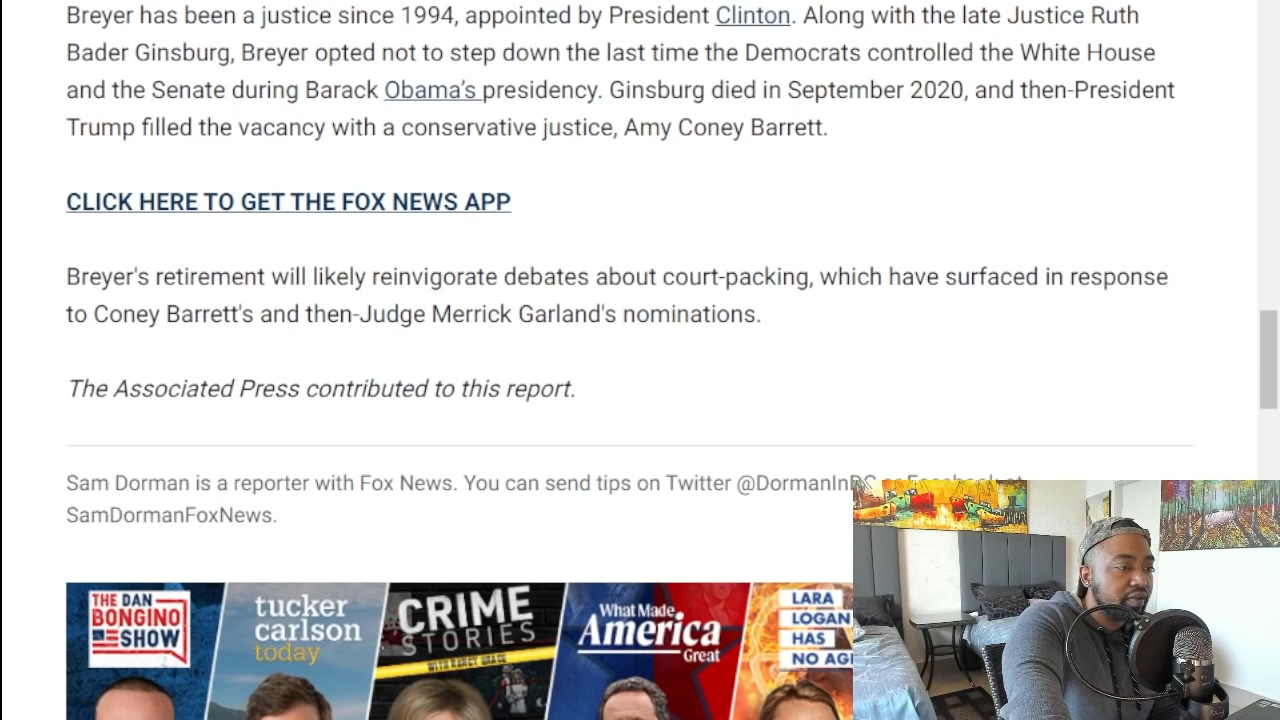 Breyer has been a justice since 1994, appointed by President Clinton. Along with the late Justice Ruth
Bader Ginsburg, Breyer opted not to step down the last time the Democrats controlled the White House
and the Senate during Barack Obama’s presidency. Ginsburg died in September 2020, and then-President
Trump filled the vacancy with a conservative justice, Amy Coney Barrett.
CLICK HERE TO GET THE FOX NEWS APP
Breyer's retirement will likely reinvigorate debates about court-packing, which have surfaced in response
to Coney Barrett's and then-Judge Merrick Garland's nominations.
The Associated Press contributed to this report.
Sam Dorman is a reporter with Fox News. You can send tips on Twitter @DormanInDC
SamDormanFoxNews.
THE DAN
BONGINO
SHOW
tucker
carlson
today
CRIME
STORIES
WITH NANCY GRACE
What Made
America
Great
LARA
LOGAN
HAS
NO